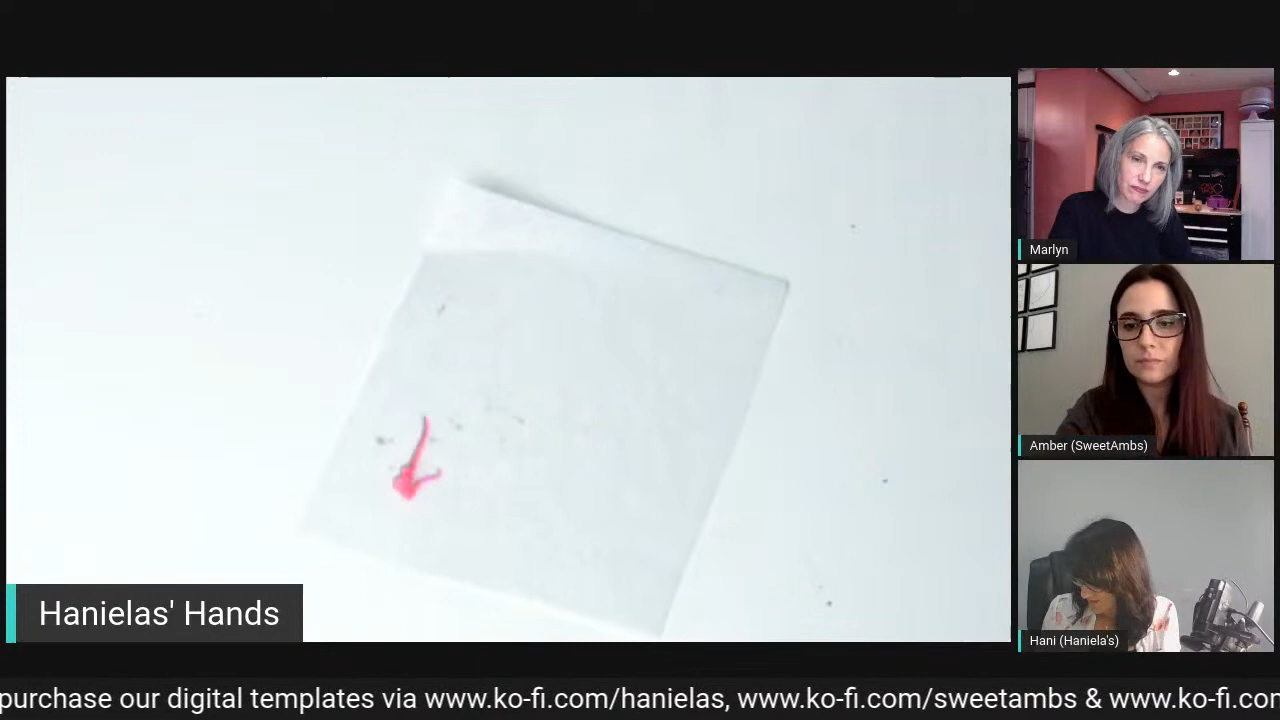 Marlyn
Amber (SweetAmbs)
Hanielas' Hands
Hani (Haniela's)
purchase our digital templates via www.ko-fi.com/hanielas, www.ko-fi.com/sweetambs & www.ko-fi.com